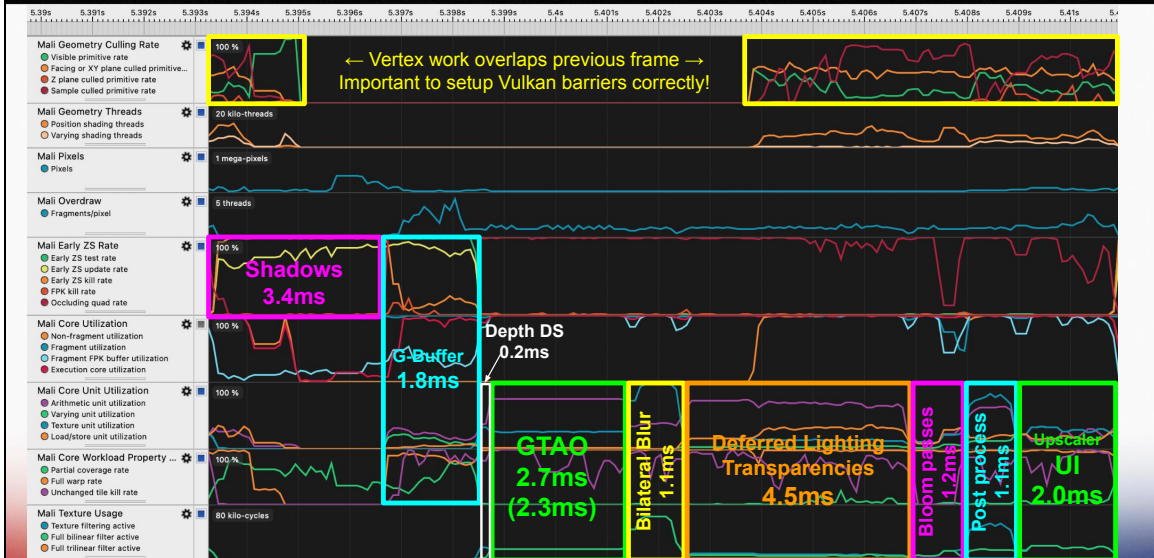 5.39s 5.391s 5.392s 5.393s 5.394s 5.395s 5.396s 5.397s 5.398s 5.399s 5.4s 5.401s 5.402s 5.403s 5.404s 5.405s 5.406s 5.407s 5.408s 5.409s 5.41s
Mali Geometry Culling Rate
Visible primitive rate
Facing or XY plane culled primitive...
Z plane culled primitive rate
Sample culled primitive rate
100 %
← Vertex work overlaps previous frame →
Important to setup Vulkan barriers correctly!
Mali Geometry Threads
Position shading threads
Varying shading threads
20 kilo-threads
Mali Pixels
Pixels
1 mega-pixels
Mali Overdraw
Fragments/pixel
5 threads
Mali Early ZS Rate
Early ZS test rate
Early ZS update rate
Early ZS kill rate
FPK kill rate
Occluding quad rate
100 %
Shadows
3.4ms
Mali Core Utilization
Non-fragment utilization
Fragment utilization
Fragment FPK buffer utilization
Execution core utilization
100 %
G-Buffer
1.8ms
Depth DS
0.2ms
Mali Core Unit Utilization
Arithmetic unit utilization
Varying unit utilization
Texture unit utilization
Load/store unit utilization
100 %
Mali Core Workload Property ...
Partial coverage rate
Full warp rate
Unchanged tile kill rate
100 %
GTAO
2.7ms
(2.3ms)
Bilateral Blur
1.1ms
Deferred Lighting
Transparencies
4.5ms
Bloom passes
1.2ms
Post process
1.1ms
Upscaler
UI
2.0ms
Mali Texture Usage
Texture filtering active
Full bilinear filter active
Full trilinear filter active
80 kilo-cycles